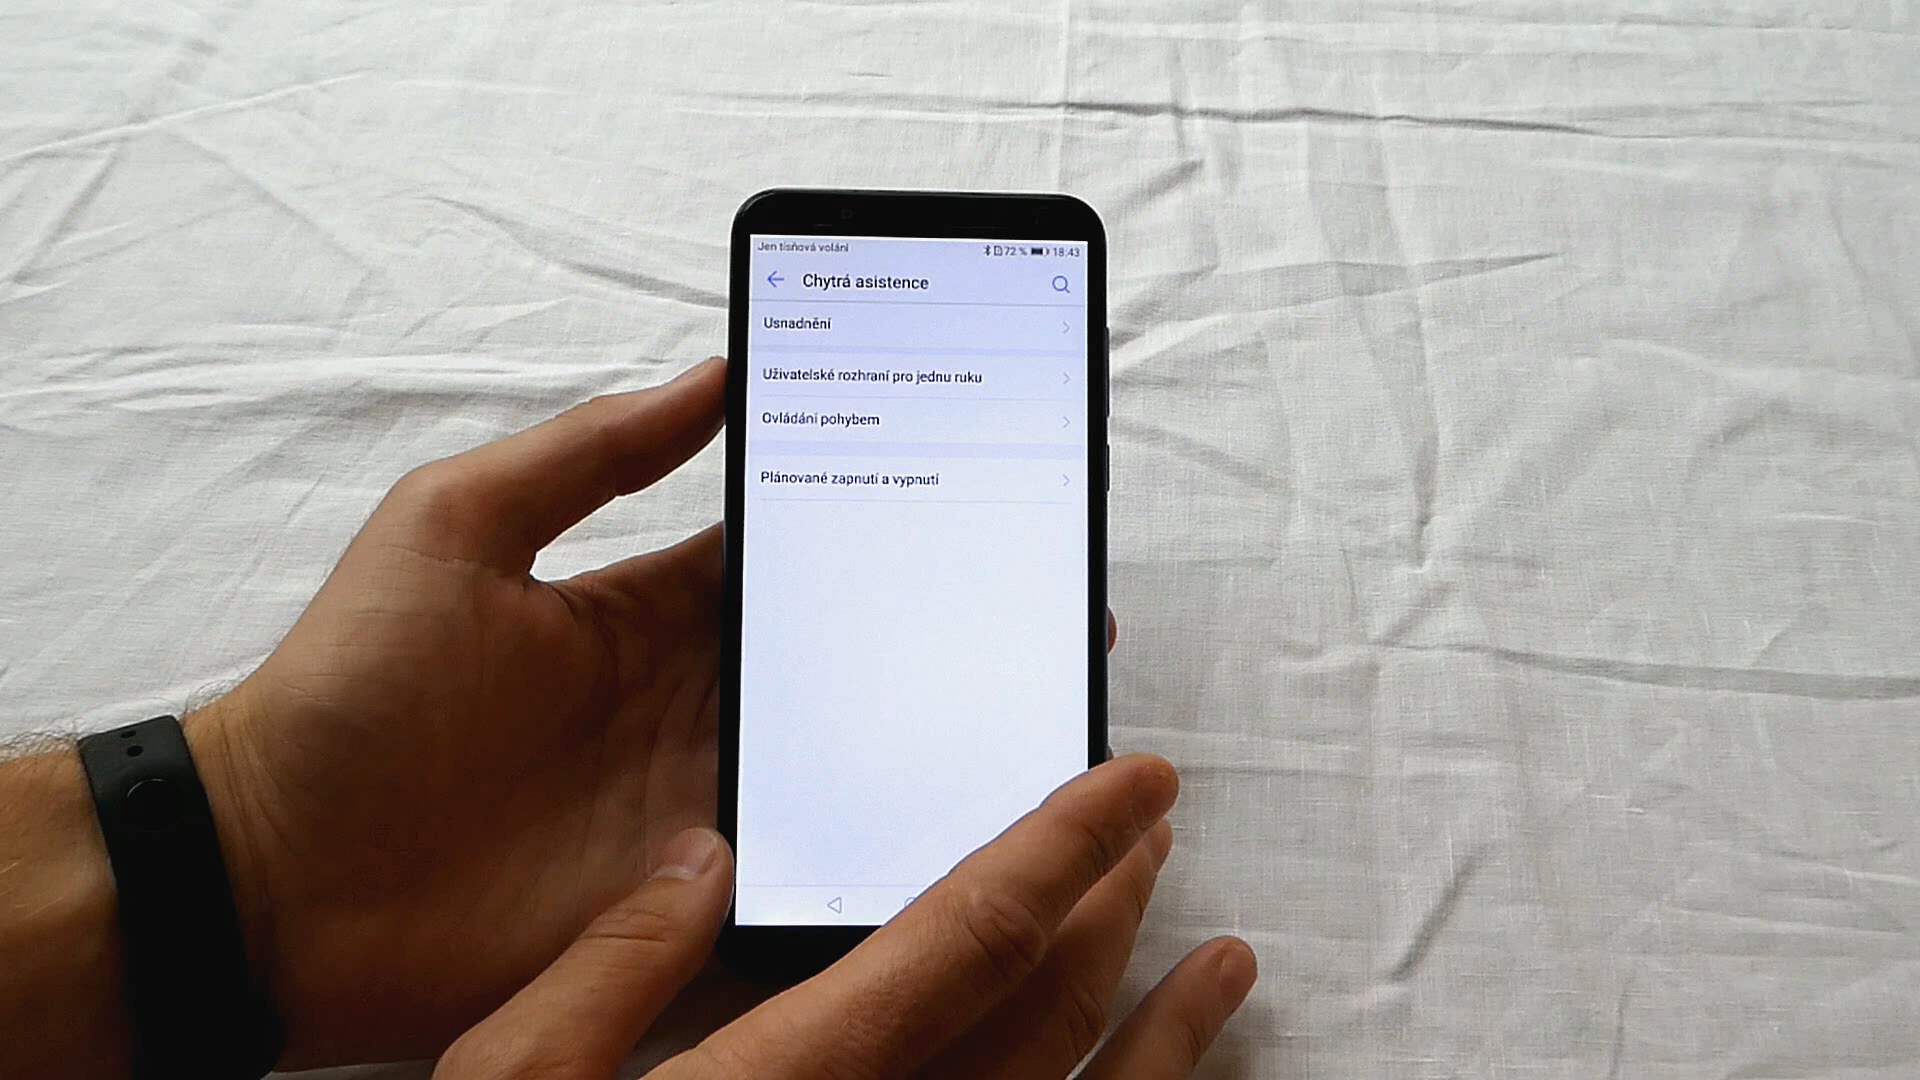 Jen tísňová volání 72 % 18:43
Chytrá asistence
Usnadnění
Uživatelské rozhraní pro jednu ruku
Ovládání pohybem
Plánované zapnutí a vypnutí